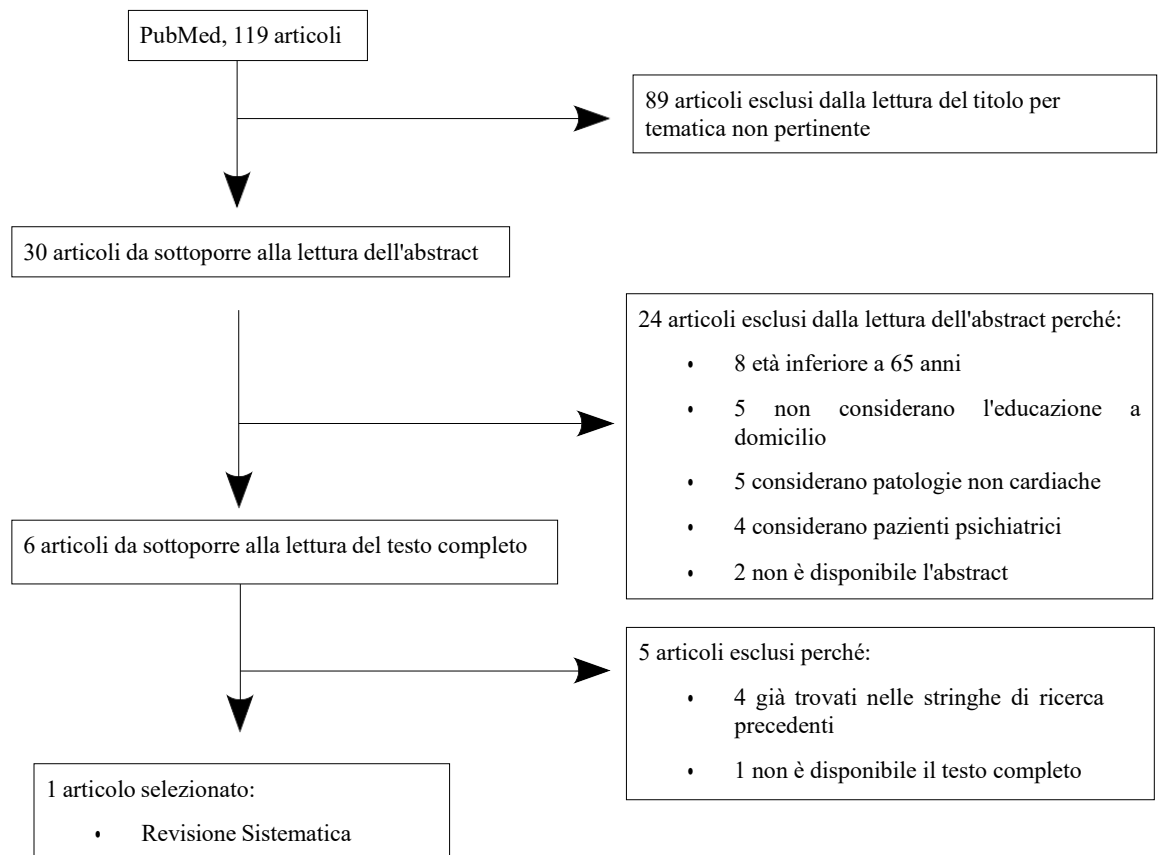 PubMed, 119 articoli
89 articoli esclusi dalla lettura del titolo per
tematica non pertinente
30 articoli da sottoporre alla lettura dell'abstract
24 articoli esclusi dalla lettura dell'abstract perché:
• 8 età inferiore a 65 anni
• 5 non considerano l'educazione a
domicilio
• 5 considerano patologie non cardiache
• 4 considerano pazienti psichiatrici
• 2 non è disponibile l'abstract
6 articoli da sottoporre alla lettura del testo completo
5 articoli esclusi perché:
• 4 già trovati nelle stringhe di ricerca
precedenti
• 1 non è disponibile il testo completo
1 articolo selezionato:
• Revisione Sistematica